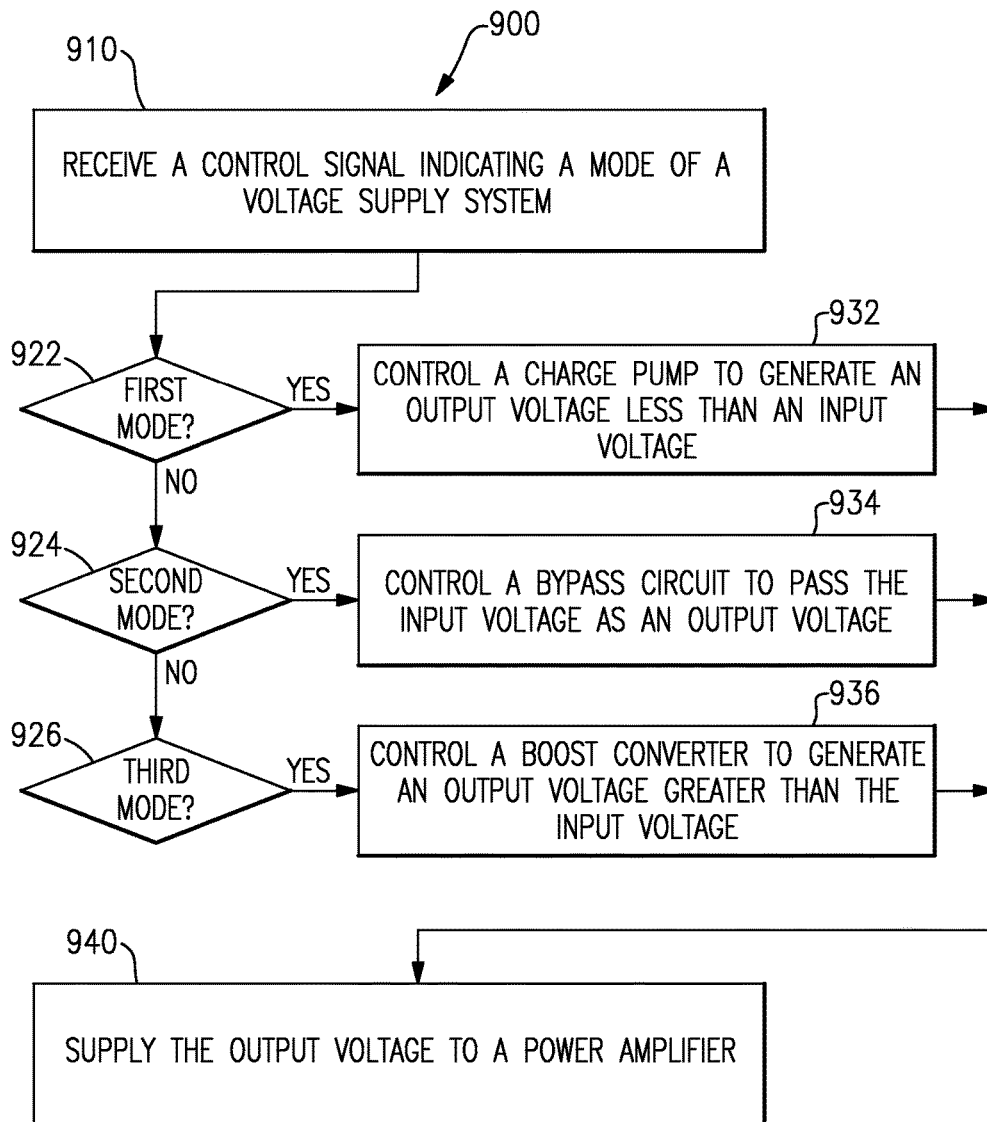 900
910
RECEIVE A CONTROL SIGNAL INDICATING A MODE OF A
VOLTAGE SUPPLY SYSTEM
922
FIRST
MODE?
YES
NO
932
CONTROL A CHARGE PUMP TO GENERATE AN
OUTPUT VOLTAGE LESS THAN AN INPUT
VOLTAGE
924
SECOND
MODE?
YES
NO
934
CONTROL A BYPASS CIRCUIT TO PASS THE
INPUT VOLTAGE AS AN OUTPUT VOLTAGE
926
THIRD
MODE?
YES
936
CONTROL A BOOST CONVERTER TO GENERATE
AN OUTPUT VOLTAGE GREATER THAN THE
INPUT VOLTAGE
940
SUPPLY THE OUTPUT VOLTAGE TO A POWER AMPLIFIER